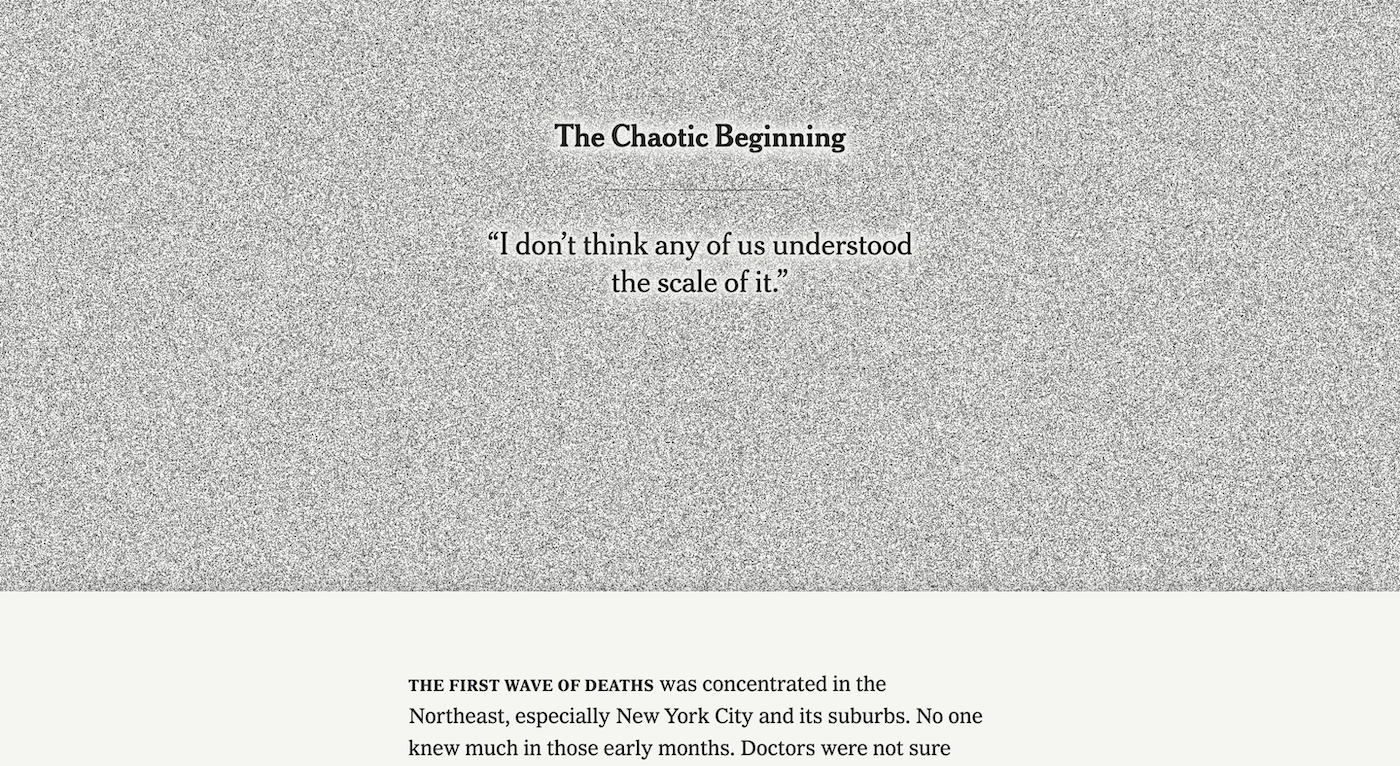 The Chaotic Beginning
“I don’t think any of us understood
the scale of it.”
THE FIRST WAVE OF DEATHS was concentrated in the
Northeast, especially New York City and its suburbs. No one
knew much in those early months. Doctors were not sure